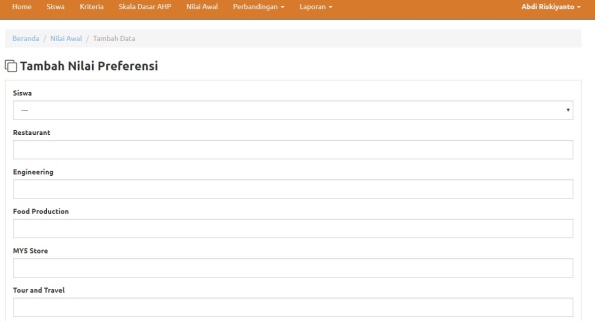 Home Siswa Kriteria Skala Dasar AHP Nilai Awal Perbandingan Laporan Abdi Riskiyanto
Beranda / Nilai Awal / Tambah Data
Tambah Nilai Preferensi
Siswa
---
Restaurant
Engineering
Food Production
MYS Store
Tour and Travel